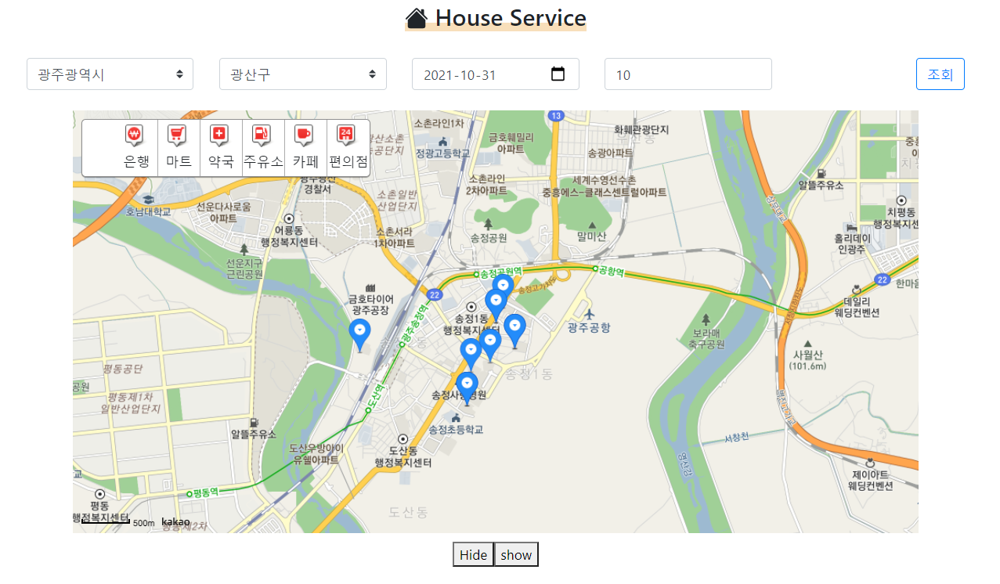 House Service
광주광역시
광산구
2021-10-31
10
조회
은행
마트
약국
주유소
카페
편의점
소촌라인1차
정광고등학교
13
금호훼밀리
아파트
화훼관광단지
송광아파트
경찰서
소촌라인
2차아파트
세계수영선수촌
중흥에스-클래스센트럴아파트
알뜰주유소
상무대로
호남대학교
선운다사로움
아파트
소촌일반
산업단지
치평동
행정복지센
어룡동
행정복지센터
소촌서라
1차아파트
송정공원
말미산
홀리데이
인광주
선운지구
근린공원
송정공원역
공항역
22
송정고가차도
22
한마음
금호타이어
광주공장
광주송정역
송정1동
행정복지센터
광주공항
데일리
웨딩컨벤션
보라매
축구공원
사월산
(101.6m)
평동공단
공원
평동제1차
일반산업단지
송정1동
도산역
송정사랑병원
송정초등학교
알뜰주유소
서창천
영산강
도산우방아이
유쉘아파트
도산동
행정복지센터
제이아트
웨딩컨벤션
평동역
평동
행정복지센터
도산동
500m
kakao
Hide
show